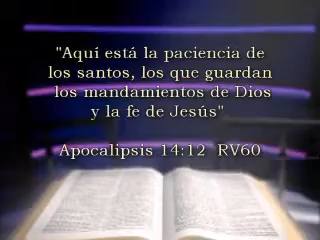 "Aquí está la paciencia de
los santos, los que guardan
los mandamientos de Dios
y la fe de Jesús"
Apocalipsis 14:12 RV60